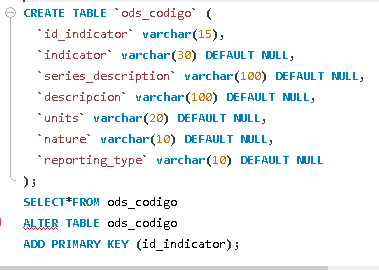 CREATE TABLE `ods_codigo` (
`id_indicator` varchar(15),
`indicator` varchar(30) DEFAULT NULL,
`series_description` varchar(100) DEFAULT NULL,
`descripcion` varchar(100) DEFAULT NULL,
`units` varchar(20) DEFAULT NULL,
`nature` varchar(10) DEFAULT NULL,
`reporting_type` varchar(10) DEFAULT NULL
);
SELECT*FROM ods_codigo
ALTER TABLE ods_codigo
ADD PRIMARY KEY (id_indicator);